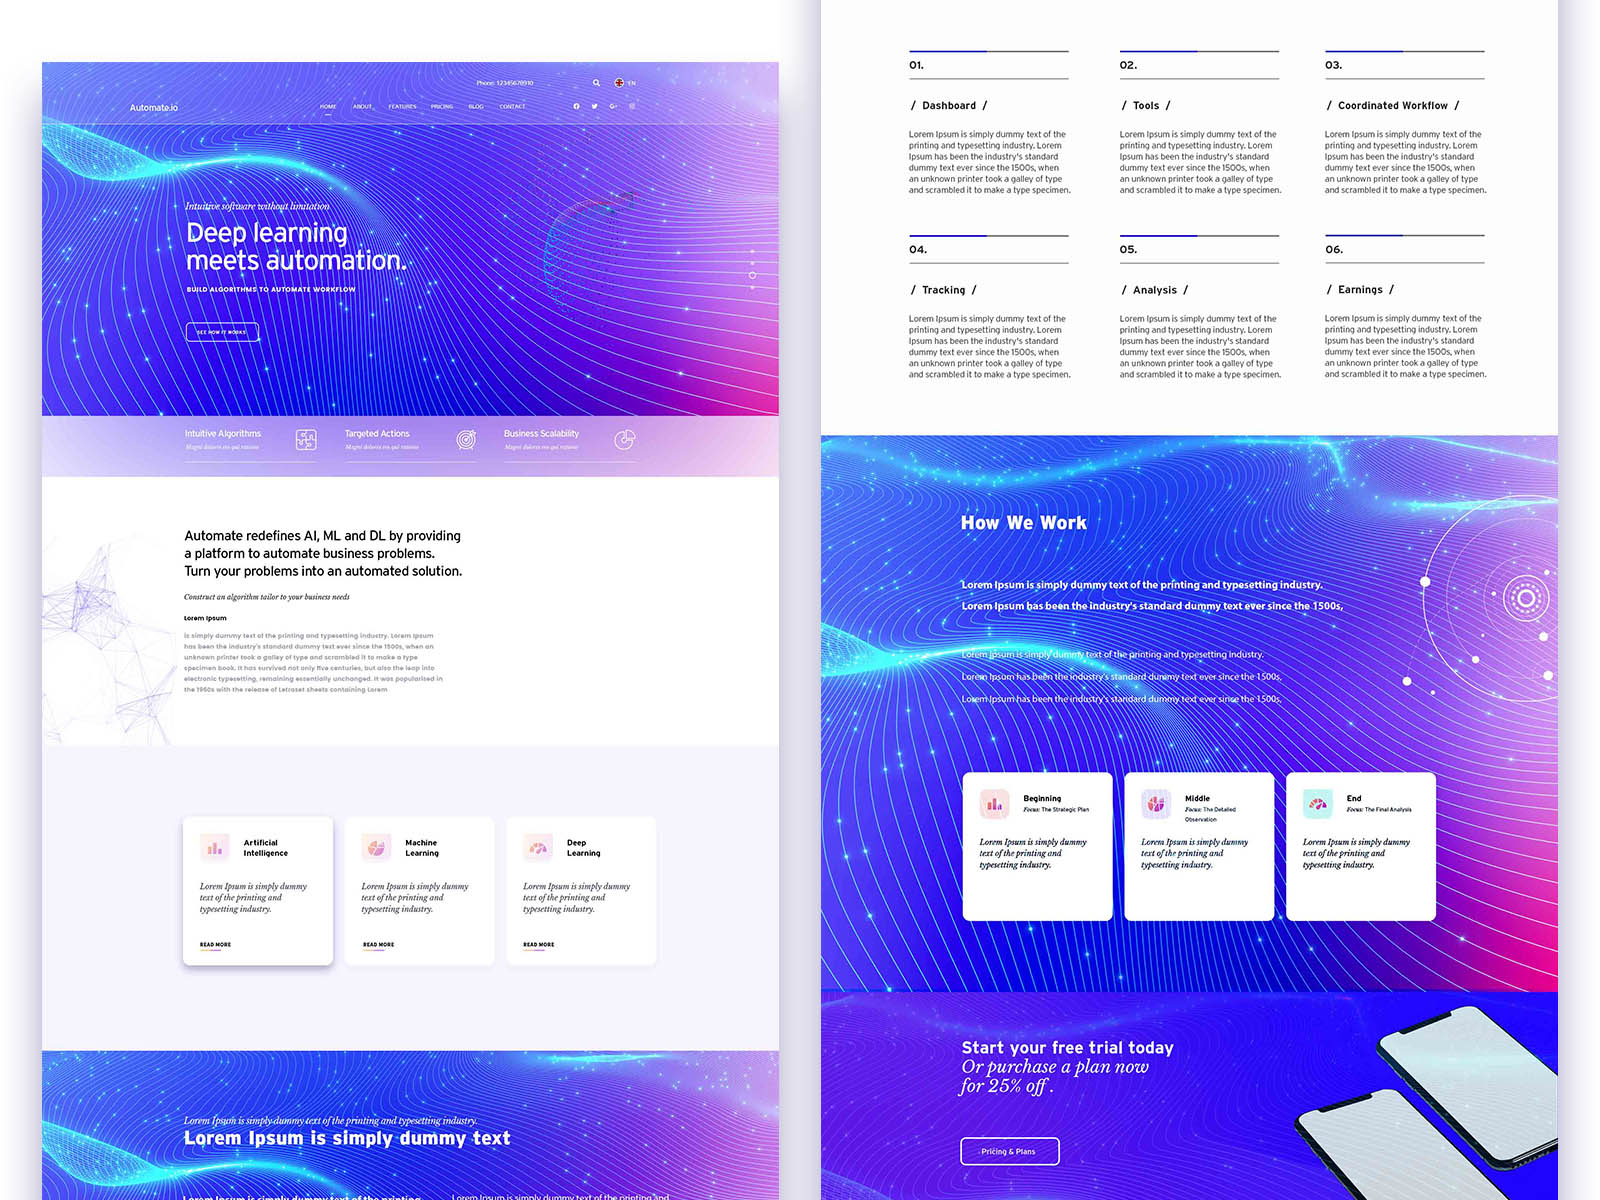 Phone: 12345678910
EN
Automate.io
HOME ABOUT FEATURES PRICING BLOG CONTACT
Intuitive software without limitation
Deep learning
meets automation.
BUILD ALGORITHMS TO AUTOMATE WORKFLOW
SEE HOW IT WORKS
Intuitive Algorithms
Magni dolores eos qui ratione
Targeted Actions
Magni dolores eos qui ratione
Business Scalability
Magni dolores eos qui ratione
Automate redefines AI, ML and DL by providing
a platform to automate business problems.
Turn your problems into an automated solution.
Construct an algorithm tailor to your business needs
Lorem Ipsum
is simply dummy text of the printing and typesetting industry. Lorem Ipsum
has been the industry's standard dummy text ever since the 1500s, when an
unknown printer took a galley of type and scrambled it to make a type
specimen book. It has survived not only five centuries, but also the leap into
electronic typesetting, remaining essentially unchanged. It was popularised in
the 1960s with the release of Letraset sheets containing Lorem
Artificial
Intelligence
Lorem Ipsum is simply dummy
text of the printing and
typesetting industry.
READ MORE
Machine
Learning
Lorem Ipsum is simply dummy
text of the printing and
typesetting industry.
READ MORE
Deep
Learning
Lorem Ipsum is simply dummy
text of the printing and
typesetting industry.
READ MORE
Lorem Ipsum is simply dummy text of the printing and typesetting industry.
Lorem Ipsum is simply dummy text
Lorem Ipsum is simply dummy text of the printing
Lorem Ipsum is simply dummy text of the printing and
01.
/ Dashboard /
Lorem Ipsum is simply dummy text of the
printing and typesetting industry. Lorem
Ipsum has been the industry's standard
dummy text ever since the 1500s, when
an unknown printer took a galley of type
and scrambled it to make a type specimen.
02.
/ Tools /
Lorem Ipsum is simply dummy text of the
printing and typesetting industry. Lorem
Ipsum has been the industry's standard
dummy text ever since the 1500s, when
an unknown printer took a galley of type
and scrambled it to make a type specimen.
03.
/ Coordinated Workflow /
Lorem Ipsum is simply dummy text of the
printing and typesetting industry. Lorem
Ipsum has been the industry's standard
dummy text ever since the 1500s, when
an unknown printer took a galley of type
and scrambled it to make a type specimen.
04.
/ Tracking /
Lorem Ipsum is simply dummy text of the
printing and typesetting industry. Lorem
Ipsum has been the industry's standard
dummy text ever since the 1500s, when
an unknown printer took a galley of type
and scrambled it to make a type specimen.
05.
/ Analysis /
Lorem Ipsum is simply dummy text of the
printing and typesetting industry. Lorem
Ipsum has been the industry's standard
dummy text ever since the 1500s, when
an unknown printer took a galley of type
and scrambled it to make a type specimen.
06.
/ Earnings /
Lorem Ipsum is simply dummy text of the
printing and typesetting industry. Lorem
Ipsum has been the industry's standard
dummy text ever since the 1500s, when
an unknown printer took a galley of type
and scrambled it to make a type specimen.
How We Work
Lorem Ipsum is simply dummy text of the printing and typesetting industry.
Lorem Ipsum has been the industry's standard dummy text ever since the 1500s,
Lorem Ipsum is simply dummy text of the printing and typesetting industry.
Lorem Ipsum has been the industry's standard dummy text ever since the 1500s,
Lorem Ipsum has been the industry's standard dummy text ever since the 1500s,
Beginning
Focus: The Strategic Plan
Lorem Ipsum is simply dummy
text of the printing and
typesetting industry.
Middle
Focus: The Detailed
Observation
Lorem Ipsum is simply dummy
text of the printing and
typesetting industry.
End
Focus: The Final Analysis
Lorem Ipsum is simply dummy
text of the printing and
typesetting industry.
Start your free trial today
Or purchase a plan now
for 25% off .
Pricing & Plans